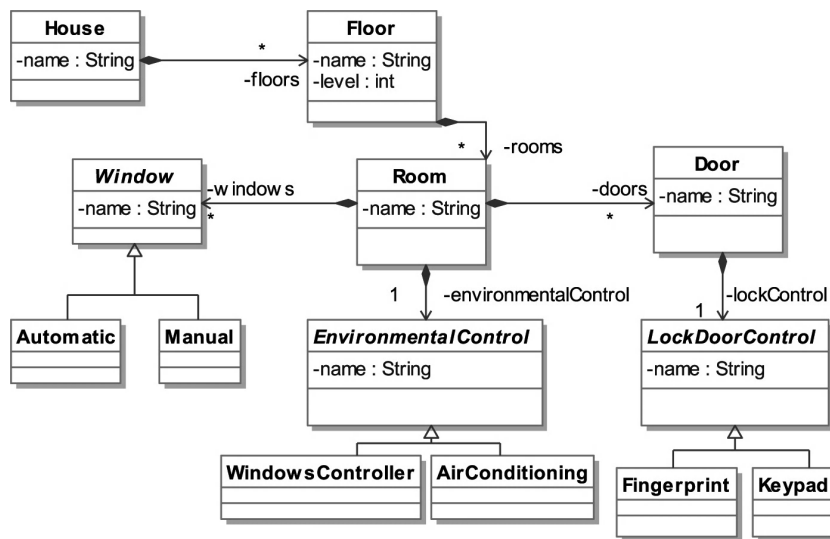 House
-name : String
*
-floors
Floor
-name : String
-level : int
*
-rooms
Window
-name : String
-windows
*
Room
-name : String
-doors
*
Door
-name : String
1
-environmentalControl
-lockControl
1
Automatic
Manual
EnvironmentalControl
-name : String
LockDoorControl
-name : String
WindowsController
AirConditioning
Fingerprint
Keypad